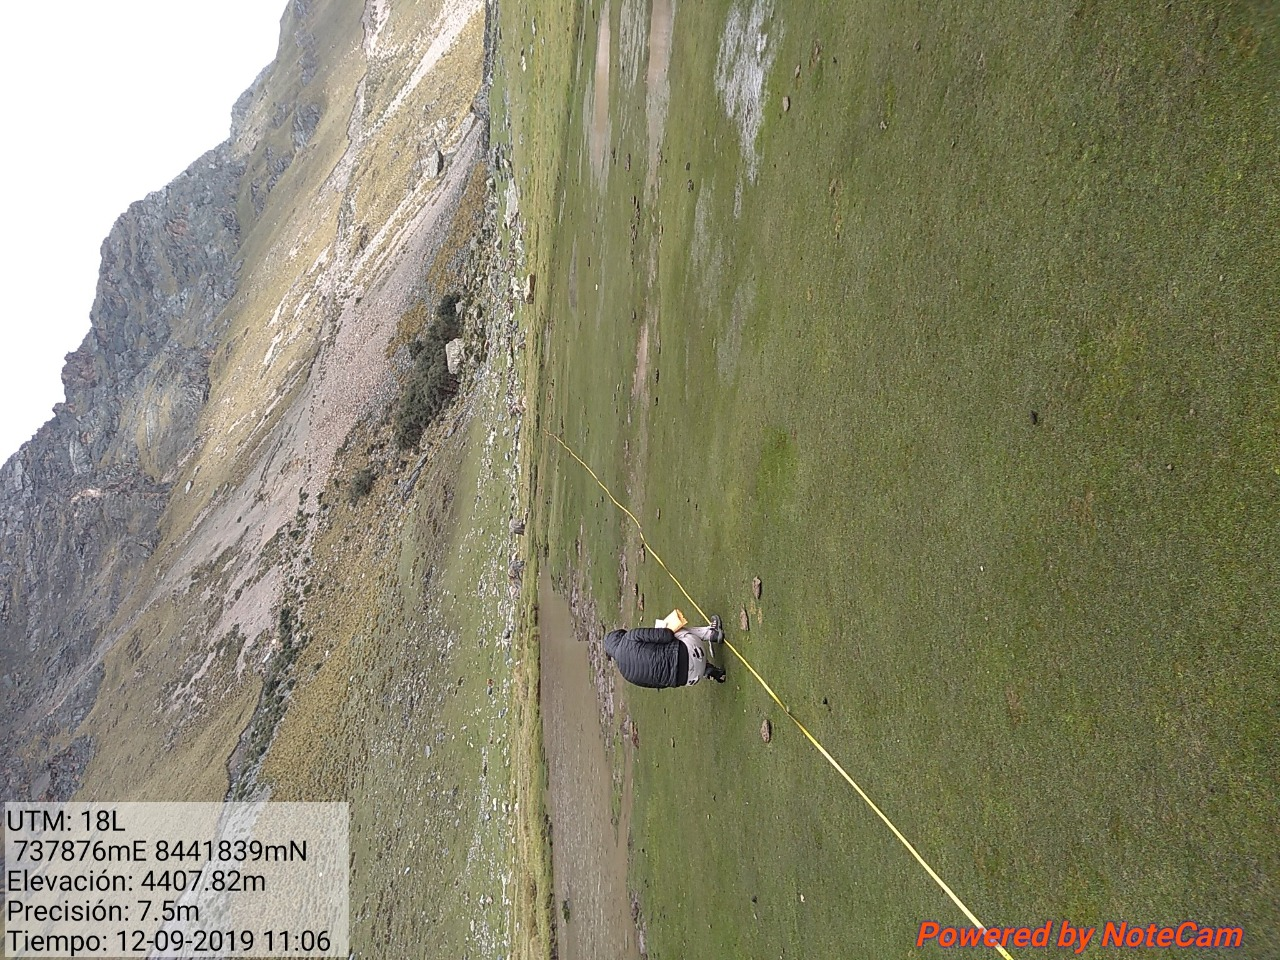 UTM: 18L
737876mE 8441839mN
Elevación: 4407.82m
Precisión: 7.5m
Tiempo: 12-09-2019 11:06
Powered by NoteCam